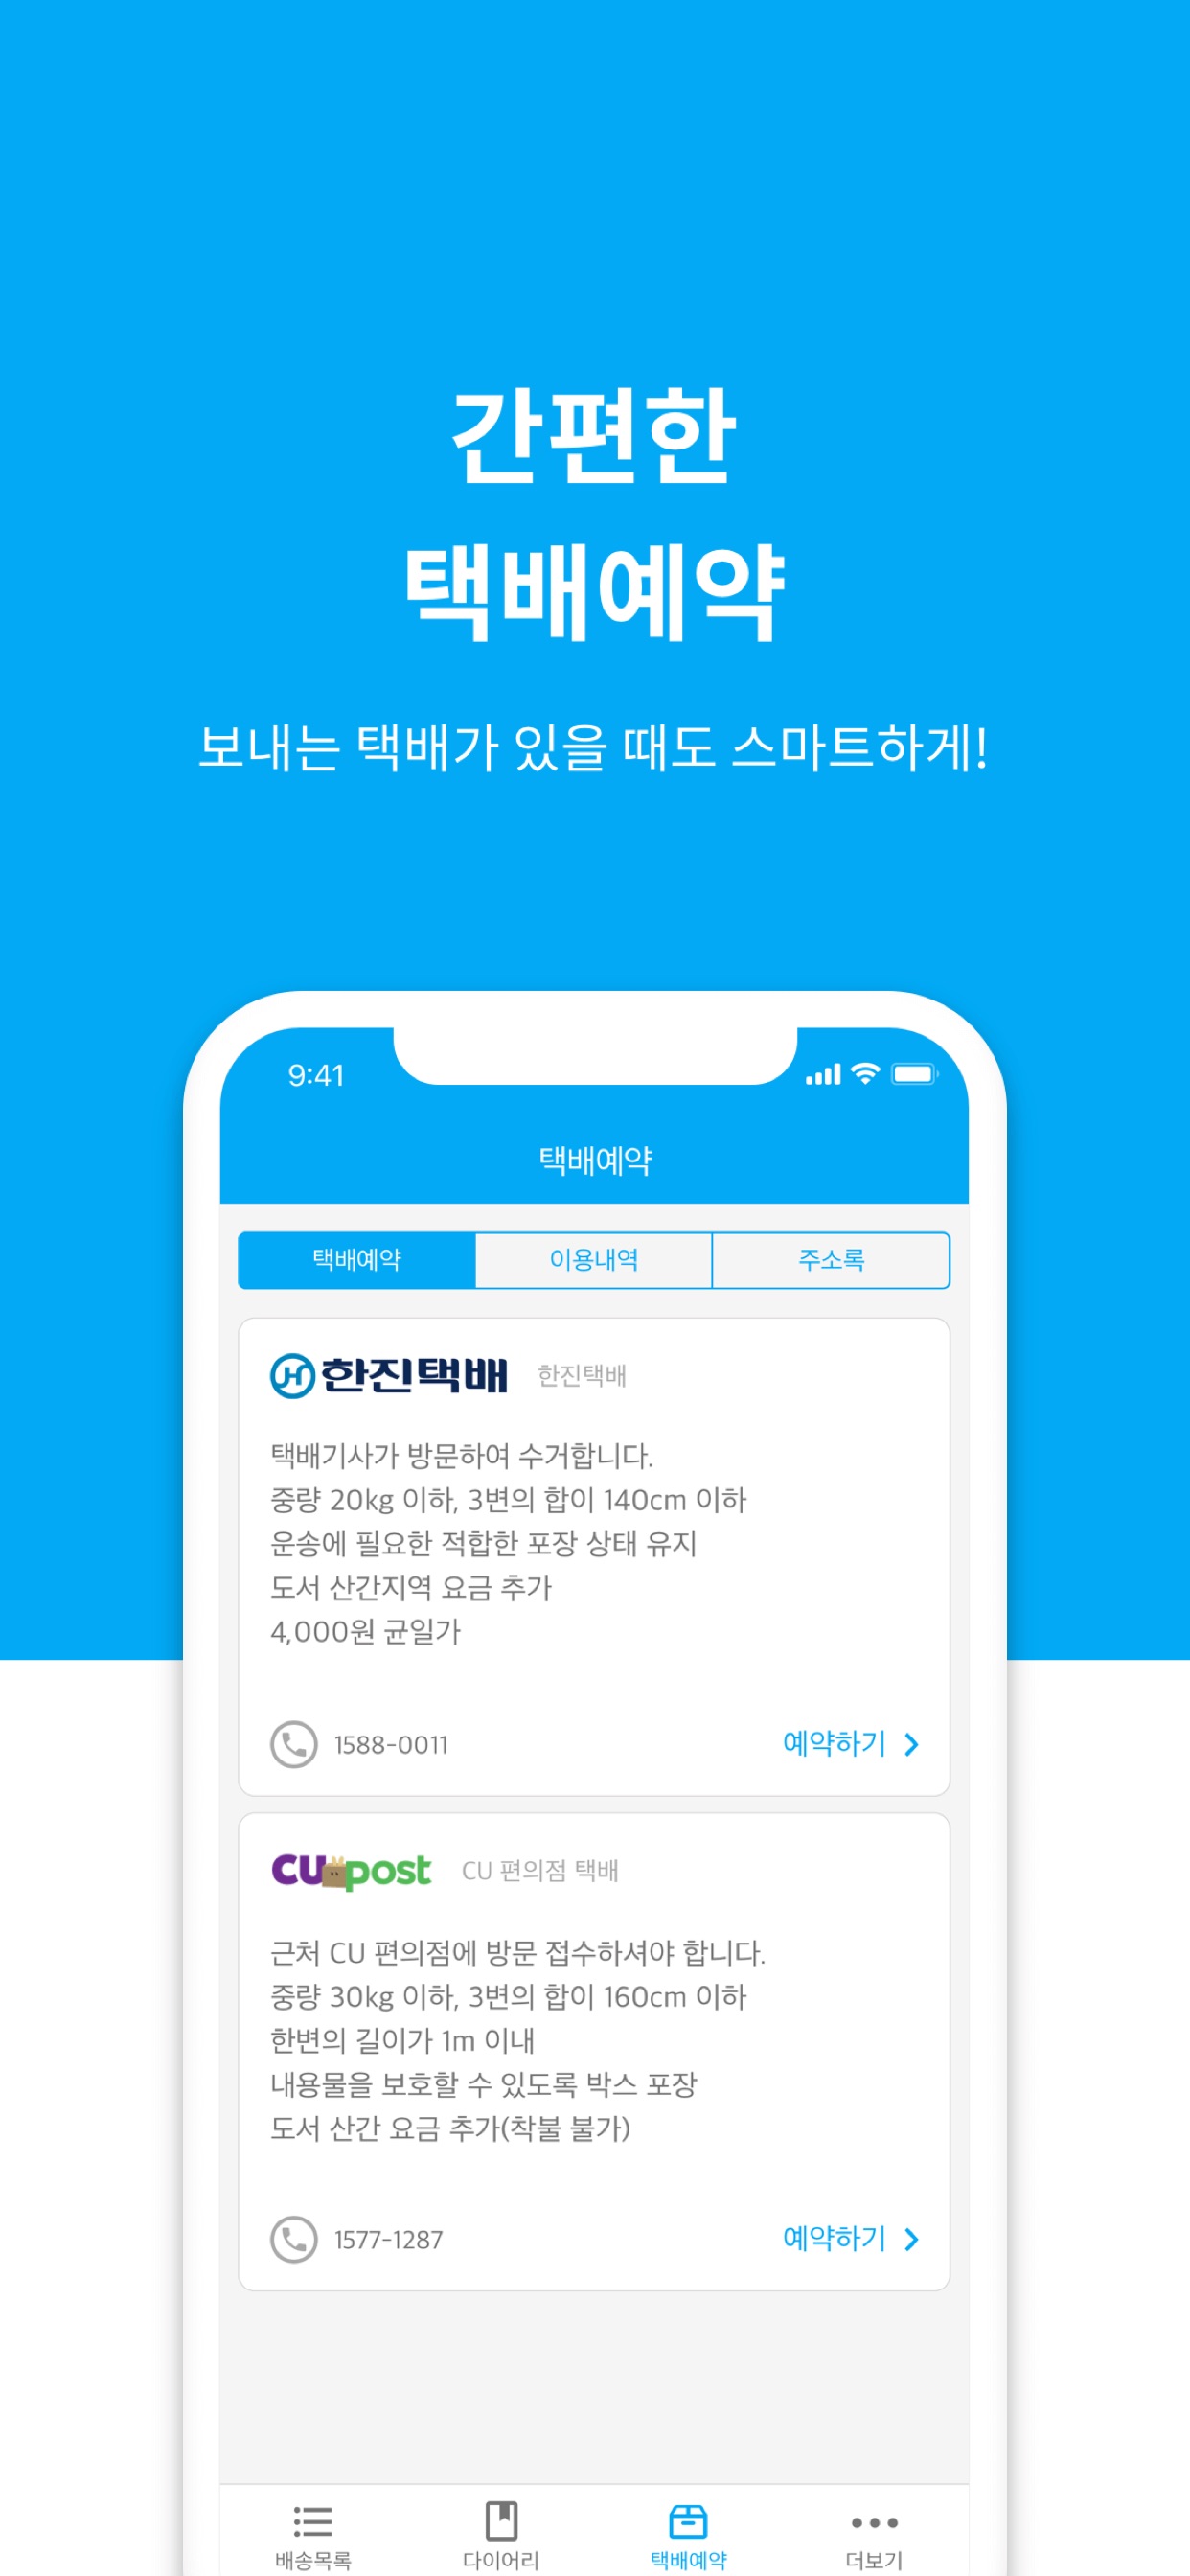 간편한
택배예약
보내는 택배가 있을 때도 스마트하게!
9:41
택배예약
택배예약 이용내역 주소록
한진택배 한진택배
택배기사가 방문하여 수거합니다.
중량 20kg 이하, 3변의 합이 140cm 이하
운송에 필요한 적합한 포장 상태 유지
도서 산간지역 요금 추가
4,000원 균일가
1588-0011 예약하기
CU post CU 편의점 택배
근처 CU 편의점에 방문 접수하셔야 합니다.
중량 30kg 이하, 3변의 합이 160cm 이하
한변의 길이가 1m 이내
내용물을 보호할 수 있도록 박스 포장
도서 산간 요금 추가(착불 불가)
1577-1287 예약하기
배송목록 다이어리 택배예약 더보기